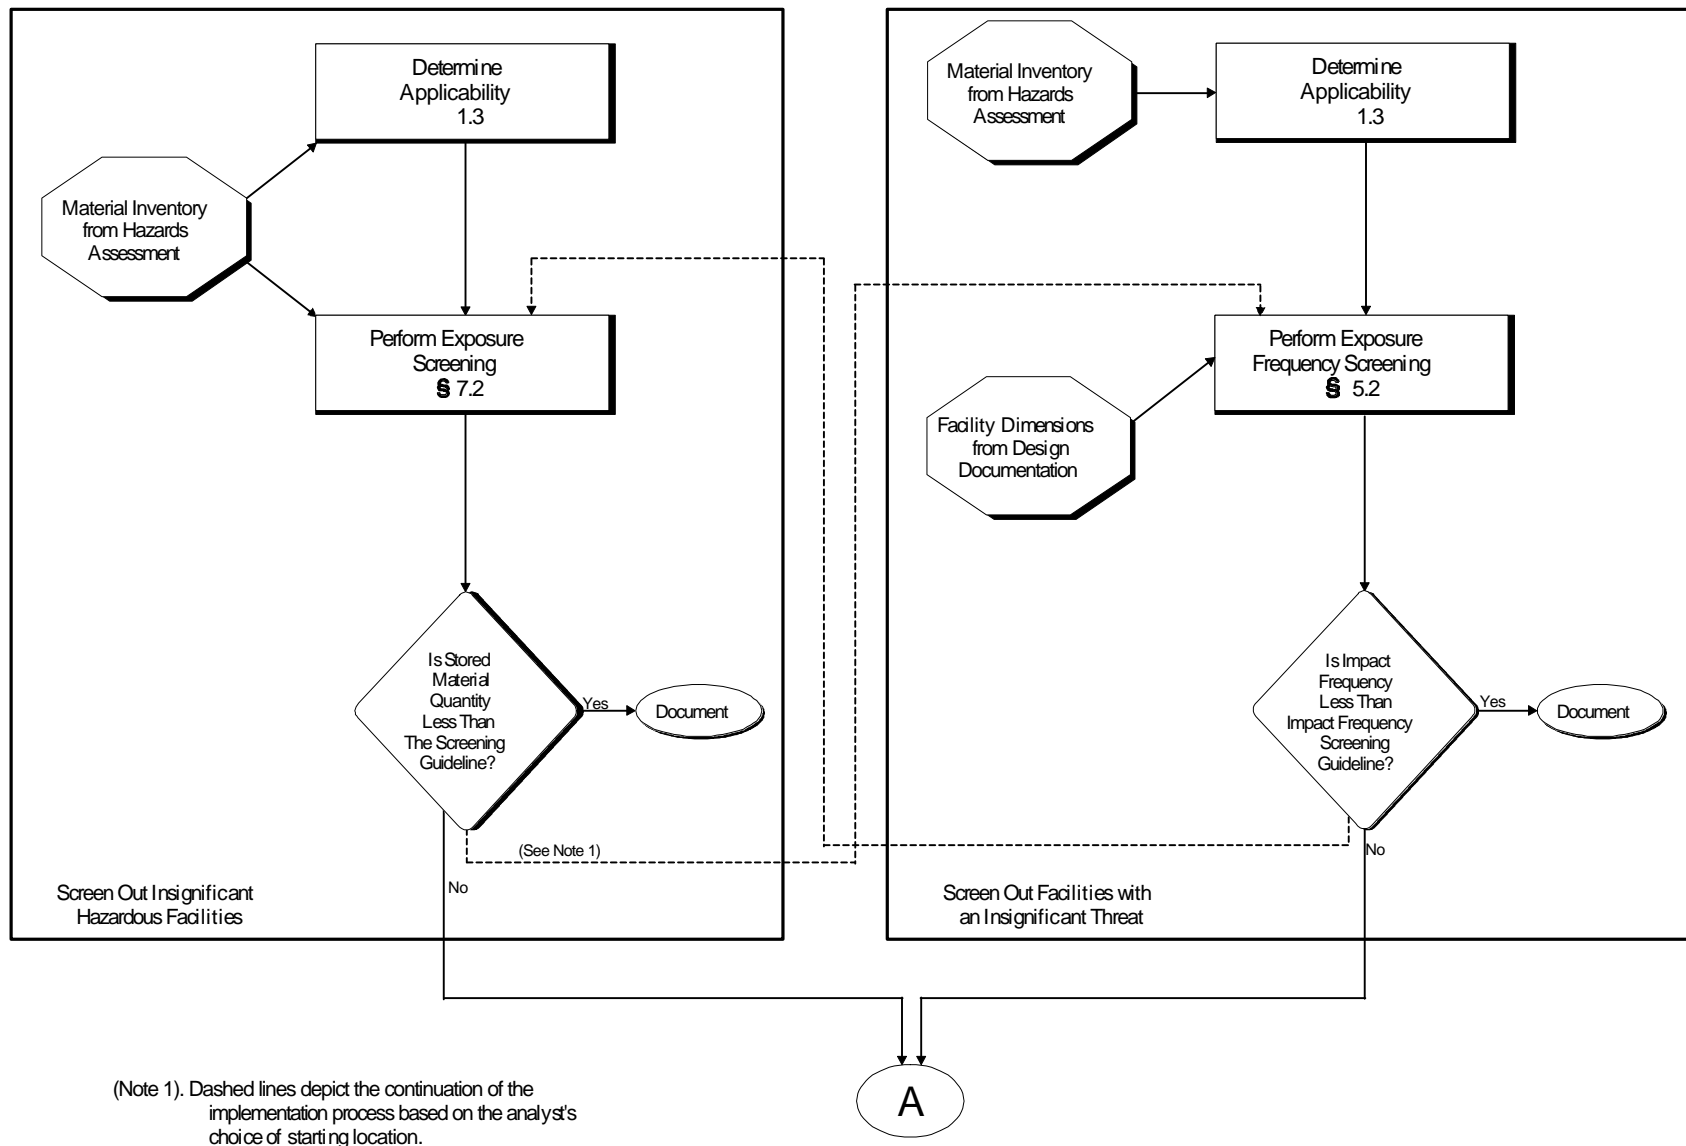 Determine
Applicability
1.3
Material Inventory
from Hazards
Assessment
Perform Exposure
Screening
§ 7.2
Is Stored
Material
Quantity
Less Than
The Screening
Guideline?
Yes
Document
(See Note 1)
No
Screen Out Insignificant
Hazardous Facilities
Material Inventory
from Hazards
Assessment
Determine
Applicability
1.3
Perform Exposure
Frequency Screening
§ 5.2
Facility Dimensions
from Design
Documentation
Is Impact
Frequency
Less Than
Impact Frequency
Screening
Guideline?
Yes
Document
No
Screen Out Facilities with
an Insignificant Threat
A
(Note 1). Dashed lines depict the continuation of the
implementation process based on the analyst's
choice of starting location.